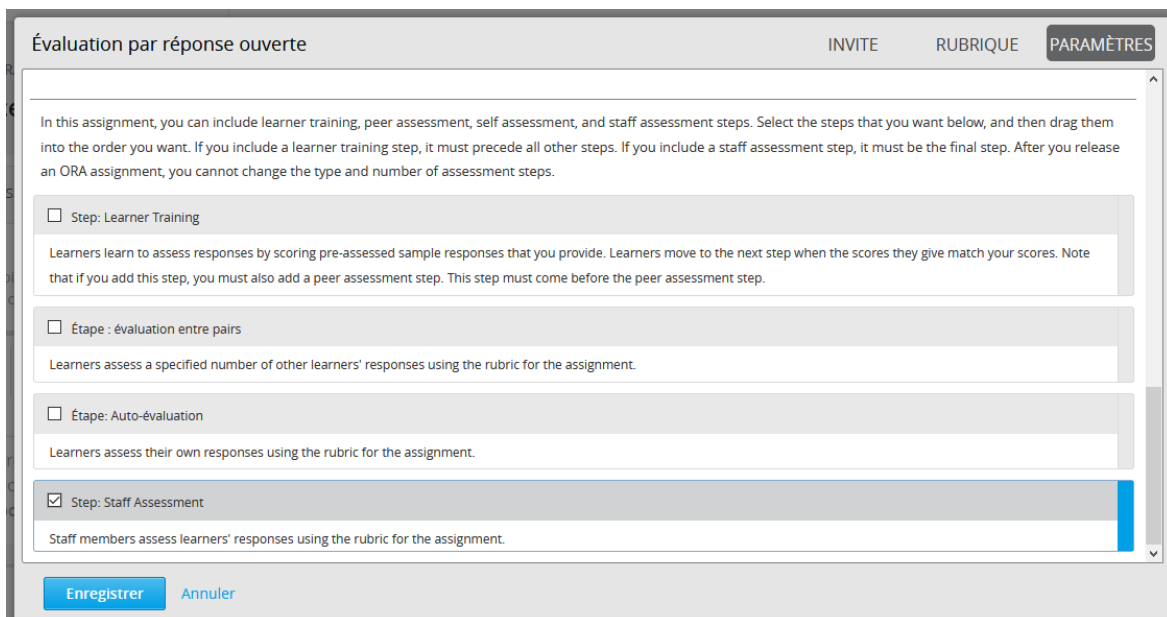 Évaluation par réponse ouverte
INVITE
RUBRIQUE
PARAMÈTRES
In this assignment, you can include learner training, peer assessment, self assessment, and staff assessment steps. Select the steps that you want below, and then drag them
into the order you want. If you include a learner training step, it must precede all other steps. If you include a staff assessment step, it must be the final step. After you release
an ORA assignment, you cannot change the type and number of assessment steps.
Step: Learner Training
Learners learn to assess responses by scoring pre-assessed sample responses that you provide. Learners move to the next step when the scores they give match your scores. Note
that if you add this step, you must also add a peer assessment step. This step must come before the peer assessment step.
Étape : évaluation entre pairs
Learners assess a specified number of other learners' responses using the rubric for the assignment.
Étape: Auto-évaluation
Learners assess their own responses using the rubric for the assignment.
Step: Staff Assessment
Staff members assess learners' responses using the rubric for the assignment.
Enregistrer
Annuler